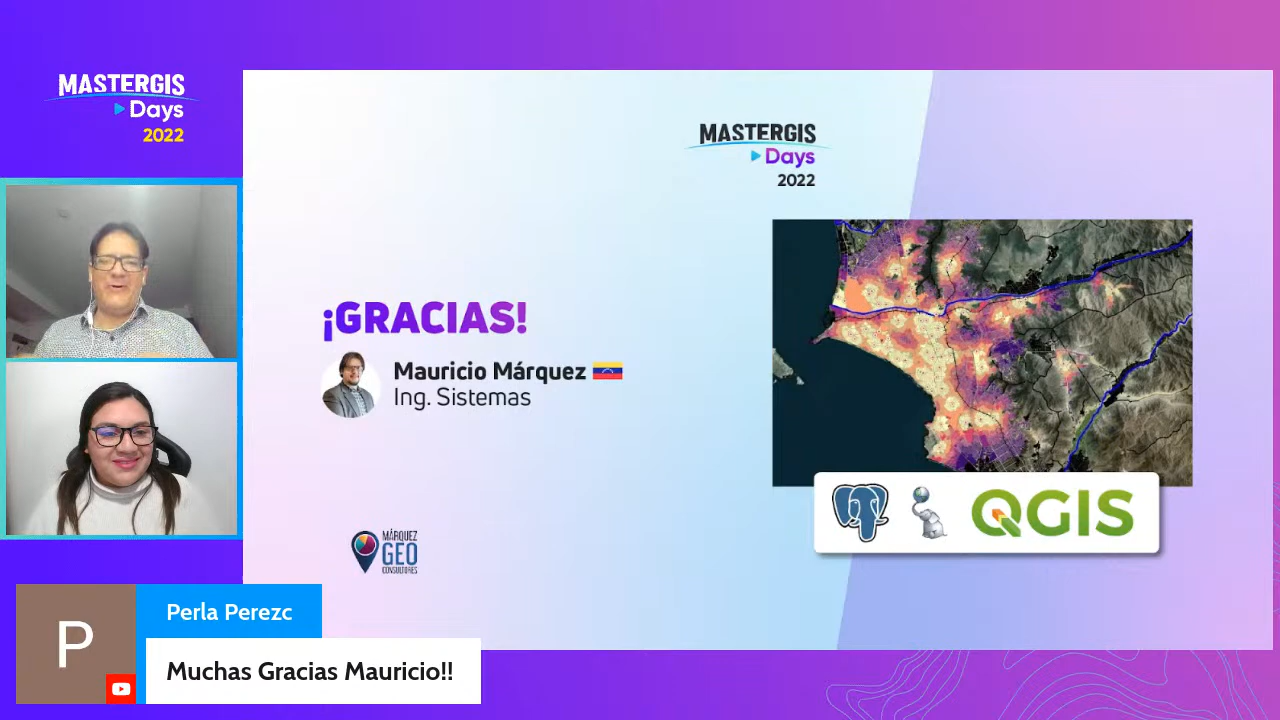 MASTERGIS
Days
2022
MASTERGIS
Days
2022
¡GRACIAS!
Mauricio Márquez
Ing. Sistemas
MÁRQUEZ
GEO
CONSULTORES
QGIS
P
Perla Perezc
Muchas Gracias Mauricio!!